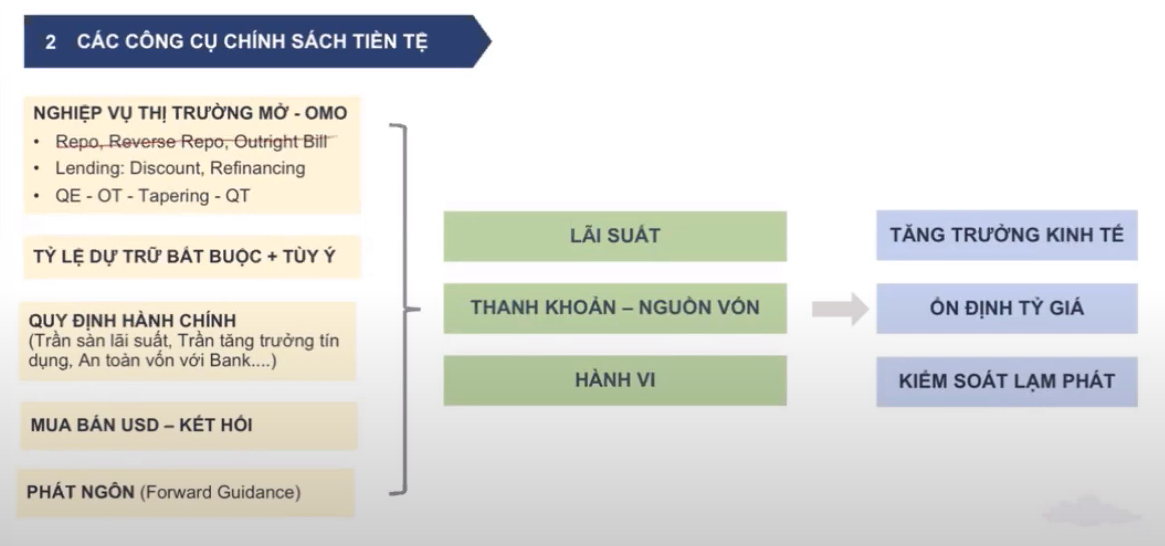 2 CÁC CÔNG CỤ CHÍNH SÁCH TIỀN TỆ
NGHIỆP VỤ THỊ TRƯỜNG MỞ - OMO
• Repo, Reverse Repo, Outright Bill
• Lending: Discount, Refinancing
• QE - OT - Tapering - QT
TỶ LỆ DỰ TRỮ BẮT BUỘC + TÙY Ý
QUY ĐỊNH HÀNH CHÍNH
(Trần sàn lãi suất, Trần tăng trưởng tín
dụng, An toàn vốn với Bank....)
MUA BÁN USD – KẾT HỐI
PHÁT NGÔN (Forward Guidance)
LÃI SUẤT
THANH KHOẢN – NGUỒN VỐN
HÀNH VI
TĂNG TRƯỞNG KINH TẾ
ỔN ĐỊNH TỶ GIÁ
KIỂM SOÁT LẠM PHÁT